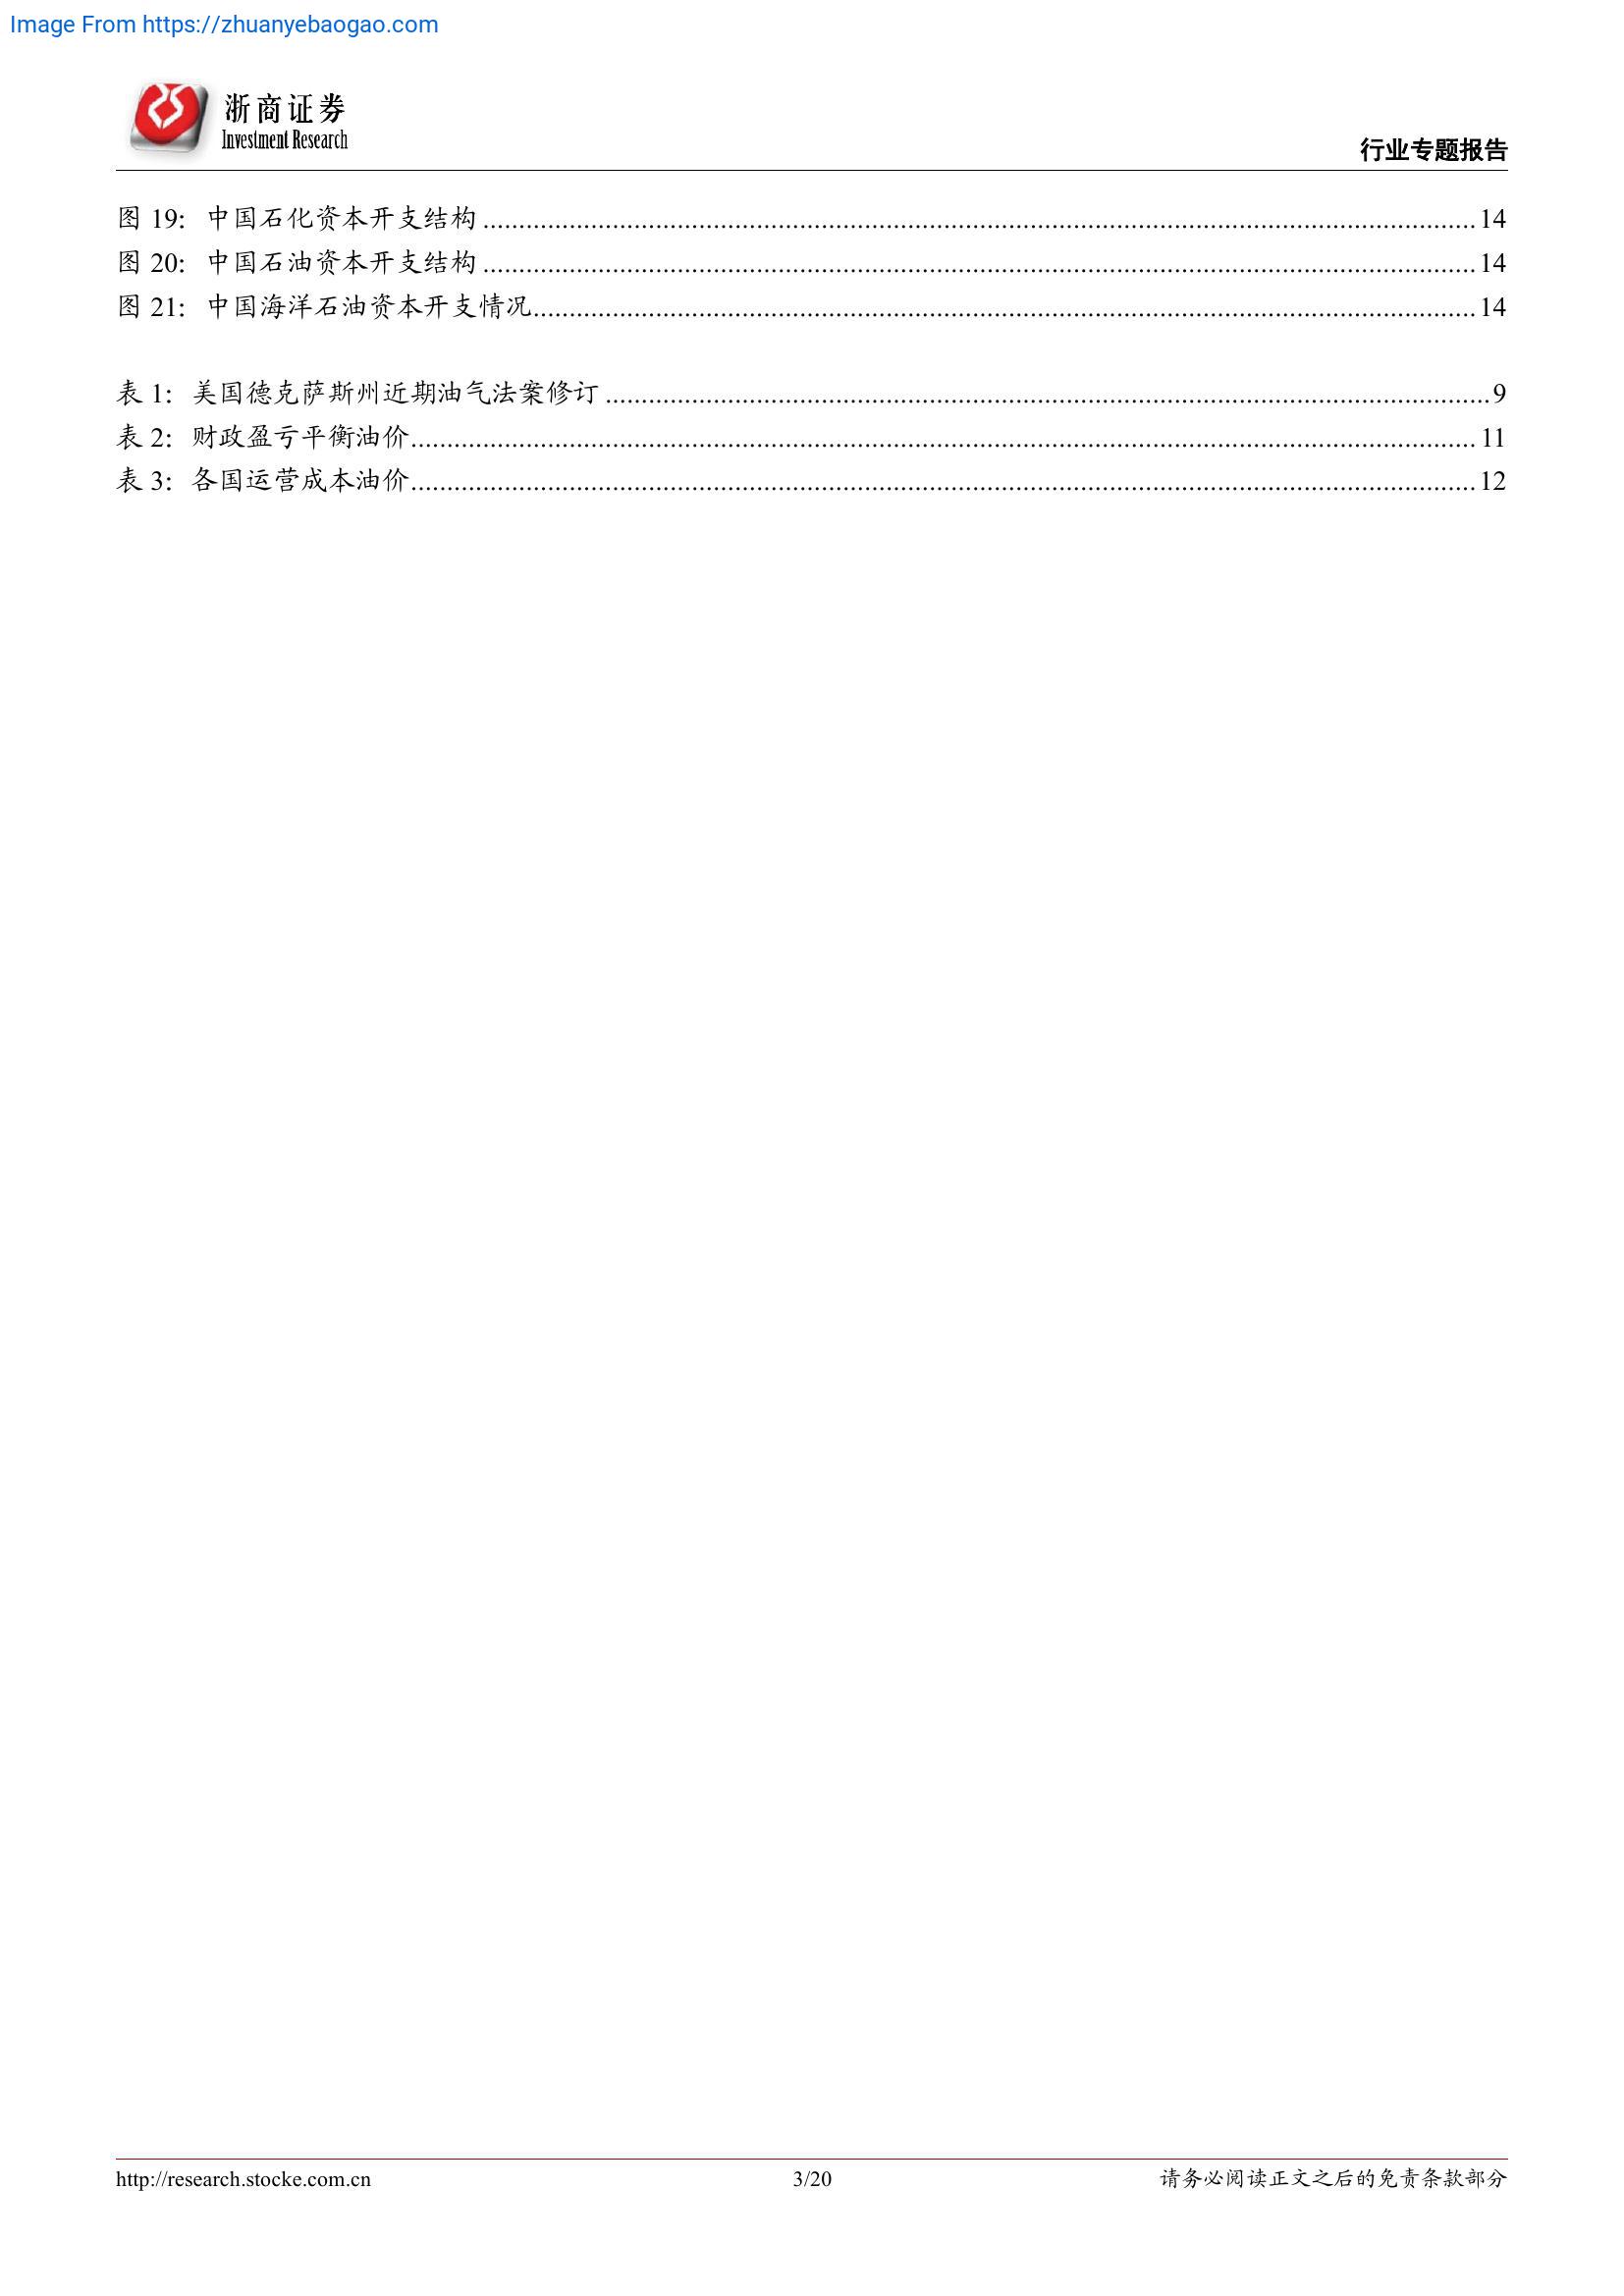 Image From https://zhuanyebaogao.com
浙商证券
Investment Research
行业专题报告
图 19: 中国石化资本开支结构 ........................................ 14
图 20: 中国石油资本开支结构 ........................................ 14
图 21: 中国海洋石油资本开支情况 ........................................ 14
表 1: 美国德克萨斯州近期油气法案修订 ........................................ 9
表 2: 财政盈亏平衡油价 ........................................ 11
表 3: 各国运营成本油价 ........................................ 12
http://research.stocke.com.cn 3/20 请务必阅读正文之后的免责条款部分